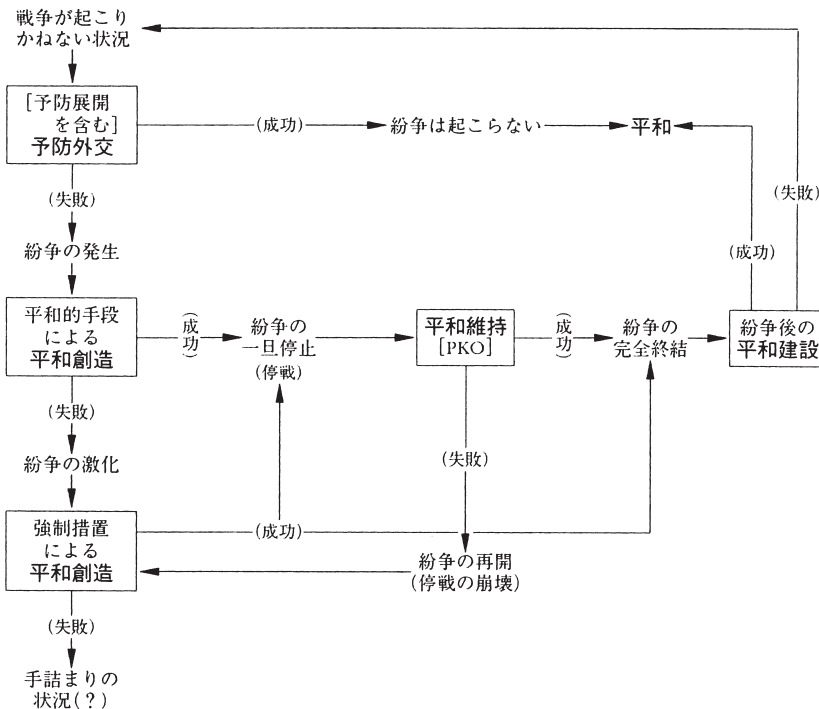 戦争が起こり
かねない状況
[予防展開
を含む]
予防外交
(成功)
紛争は起こらない
平和
(失敗)
紛争の発生
平和的手段
による
平和創造
(成功)
紛争の
一旦停止
(停戦)
平和維持
[PKO]
(成功)
紛争の
完全終結
紛争後の
平和建設
(成功)
(失敗)
(失敗)
紛争の激化
強制措置
による
平和創造
(成功)
(失敗)
紛争の再開
(停戦の崩壊)
(失敗)
手詰まりの
状況(?)